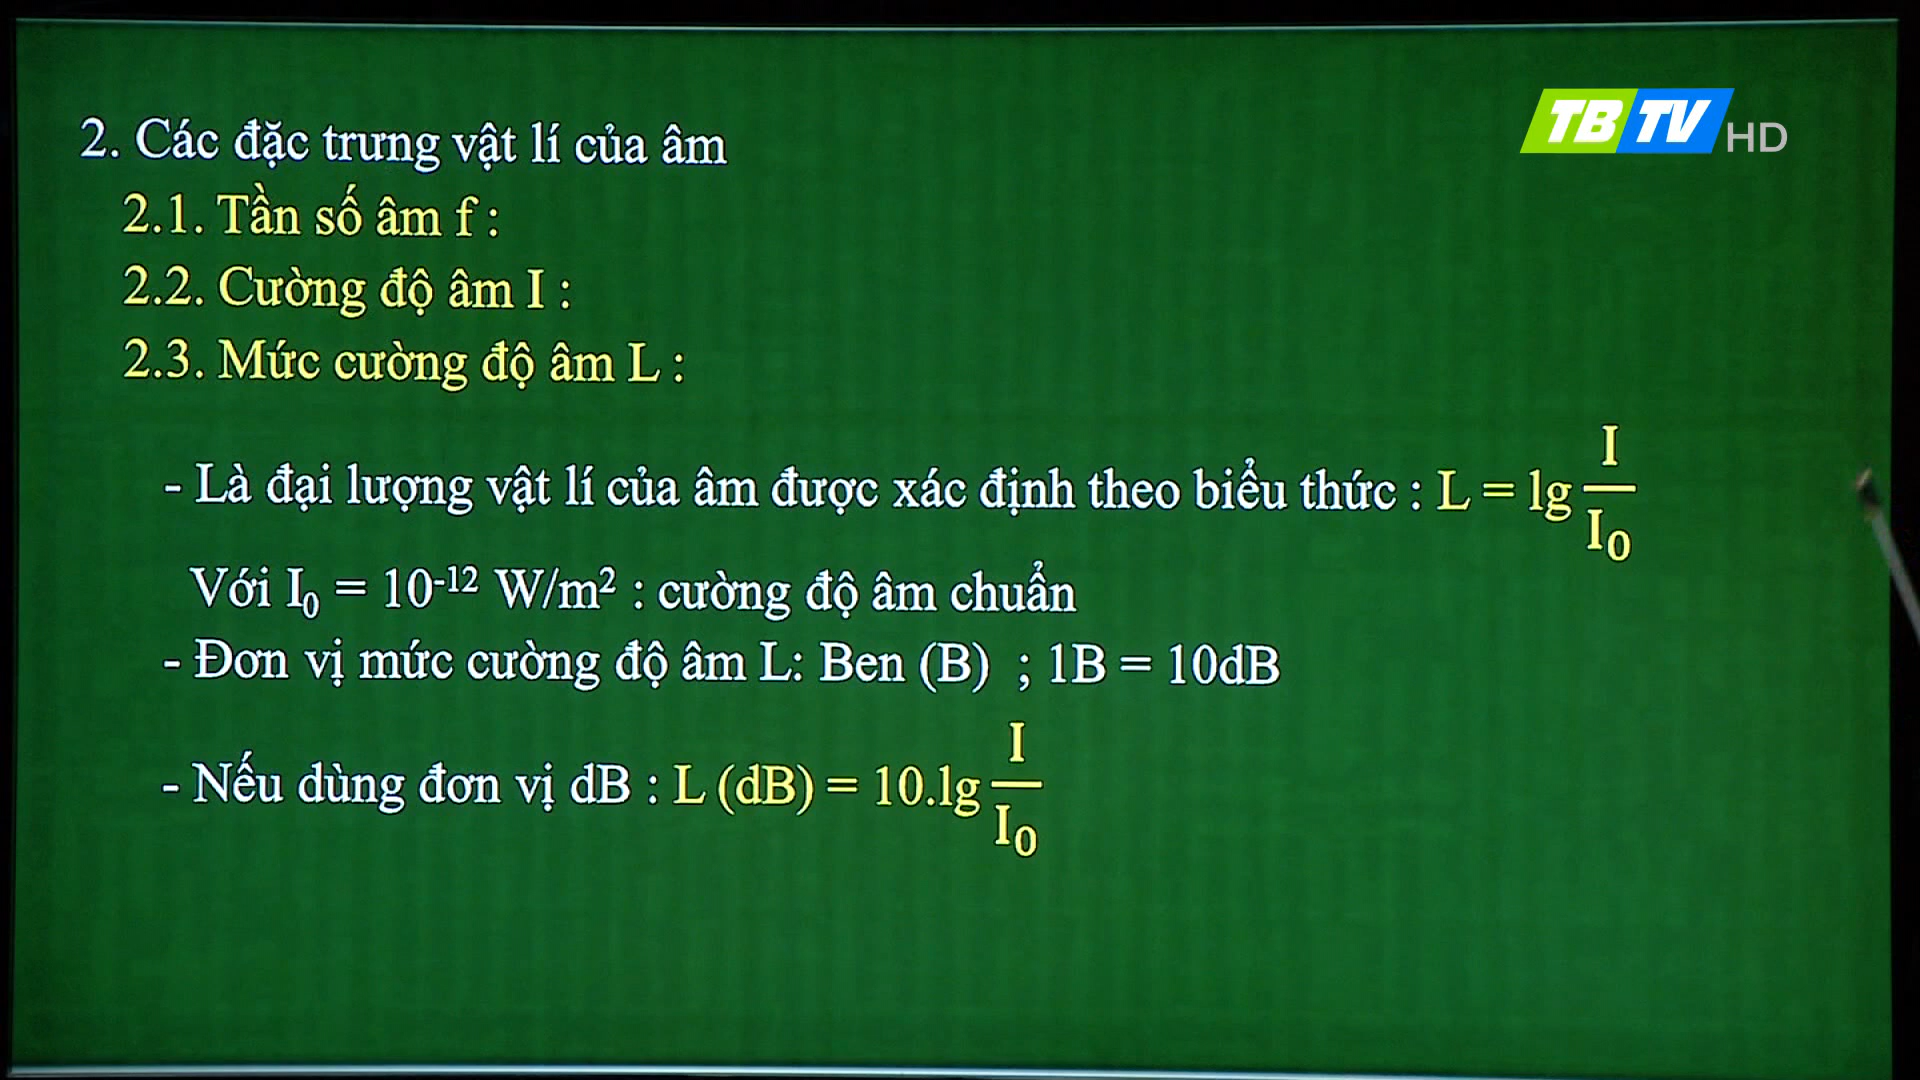 TBTV HD
2. Các đặc trưng vật lí của âm
2.1. Tần số âm f :
2.2. Cường độ âm I :
2.3. Mức cường độ âm L :
- Là đại lượng vật lí của âm được xác định theo biểu thức : L = lg I/I₀
Với I₀ = 10⁻¹² W/m² : cường độ âm chuẩn
- Đơn vị mức cường độ âm L: Ben (B) ; 1B = 10dB
- Nếu dùng đơn vị dB : L (dB) = 10.lg I/I₀